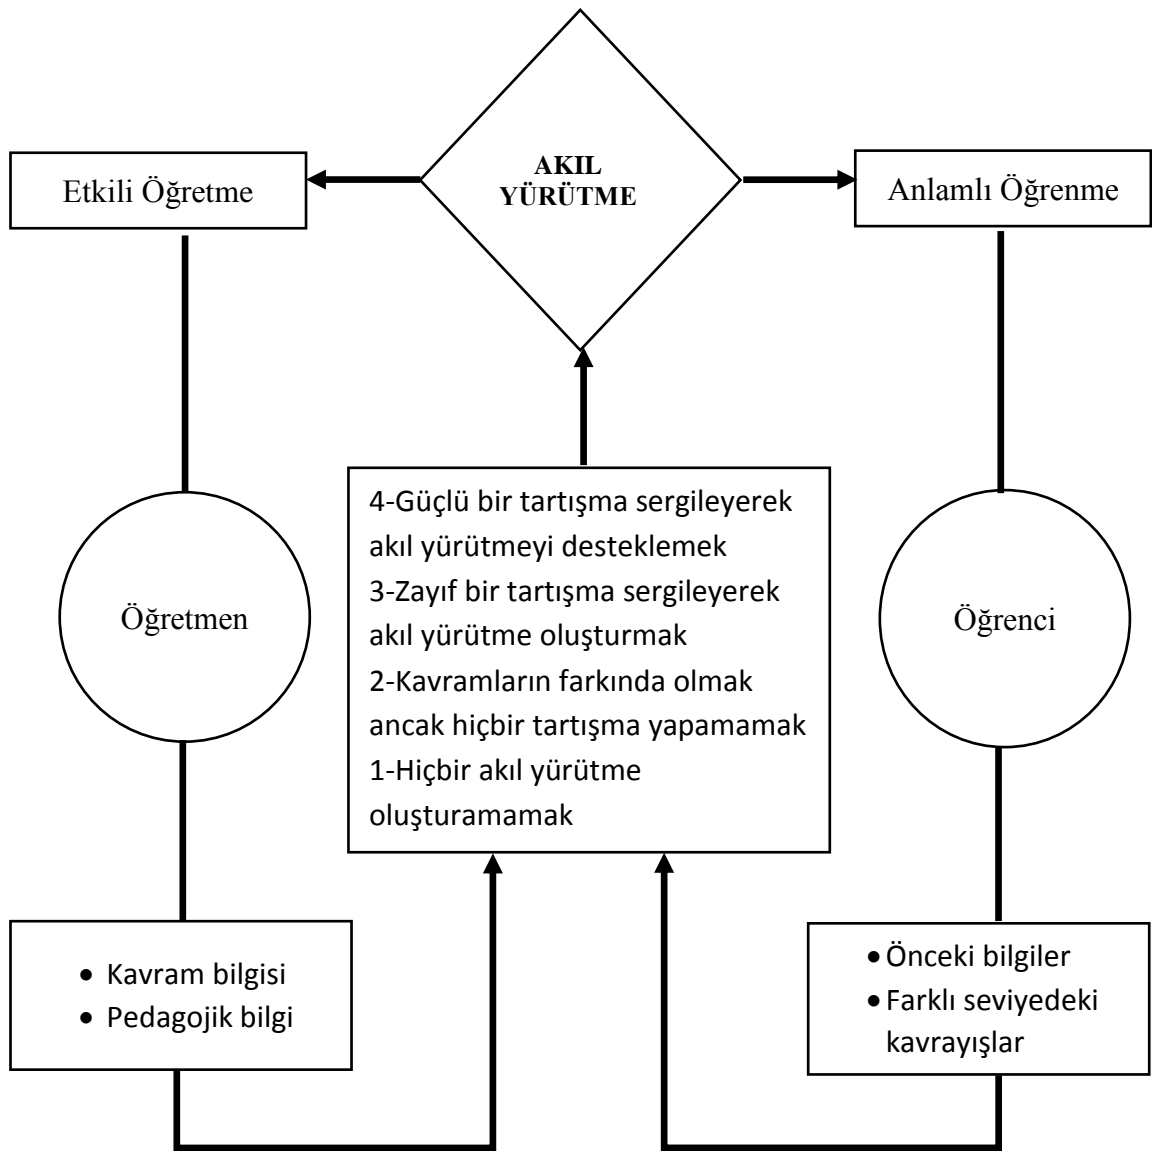 AKIL
YÜRÜTME
Etkili Öğretme
Anlamlı Öğrenme
4-Güçlü bir tartışma sergileyerek
akıl yürütmeyi desteklemek
3-Zayıf bir tartışma sergileyerek
akıl yürütme oluşturmak
2-Kavramların farkında olmak
ancak hiçbir tartışma yapamamak
1-Hiçbir akıl yürütme
oluşturamamak
Öğretmen
Öğrenci
• Kavram bilgisi
• Pedagojik bilgi
• Önceki bilgiler
• Farklı seviyedeki
kavrayışlar